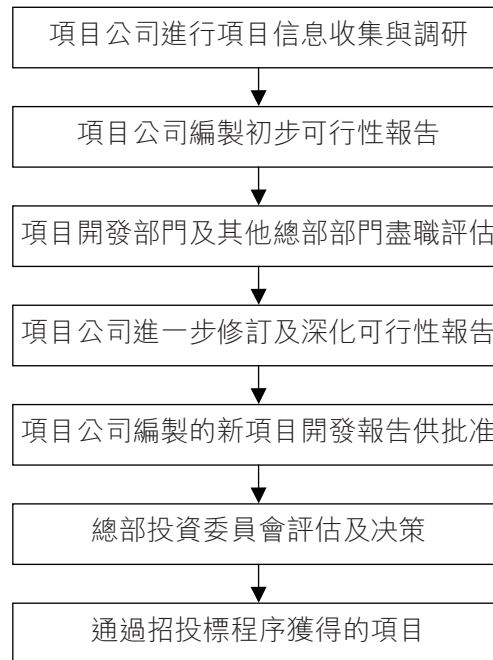 項目公司進行項目信息收集與調研
項目公司編製初步可行性報告
項目開發部門及其他總部部門盡職評估
項目公司進一步修訂及深化可行性報告
項目公司編製的新項目開發報告供批准
總部投資委員會評估及決策
通過招投標程序獲得的項目